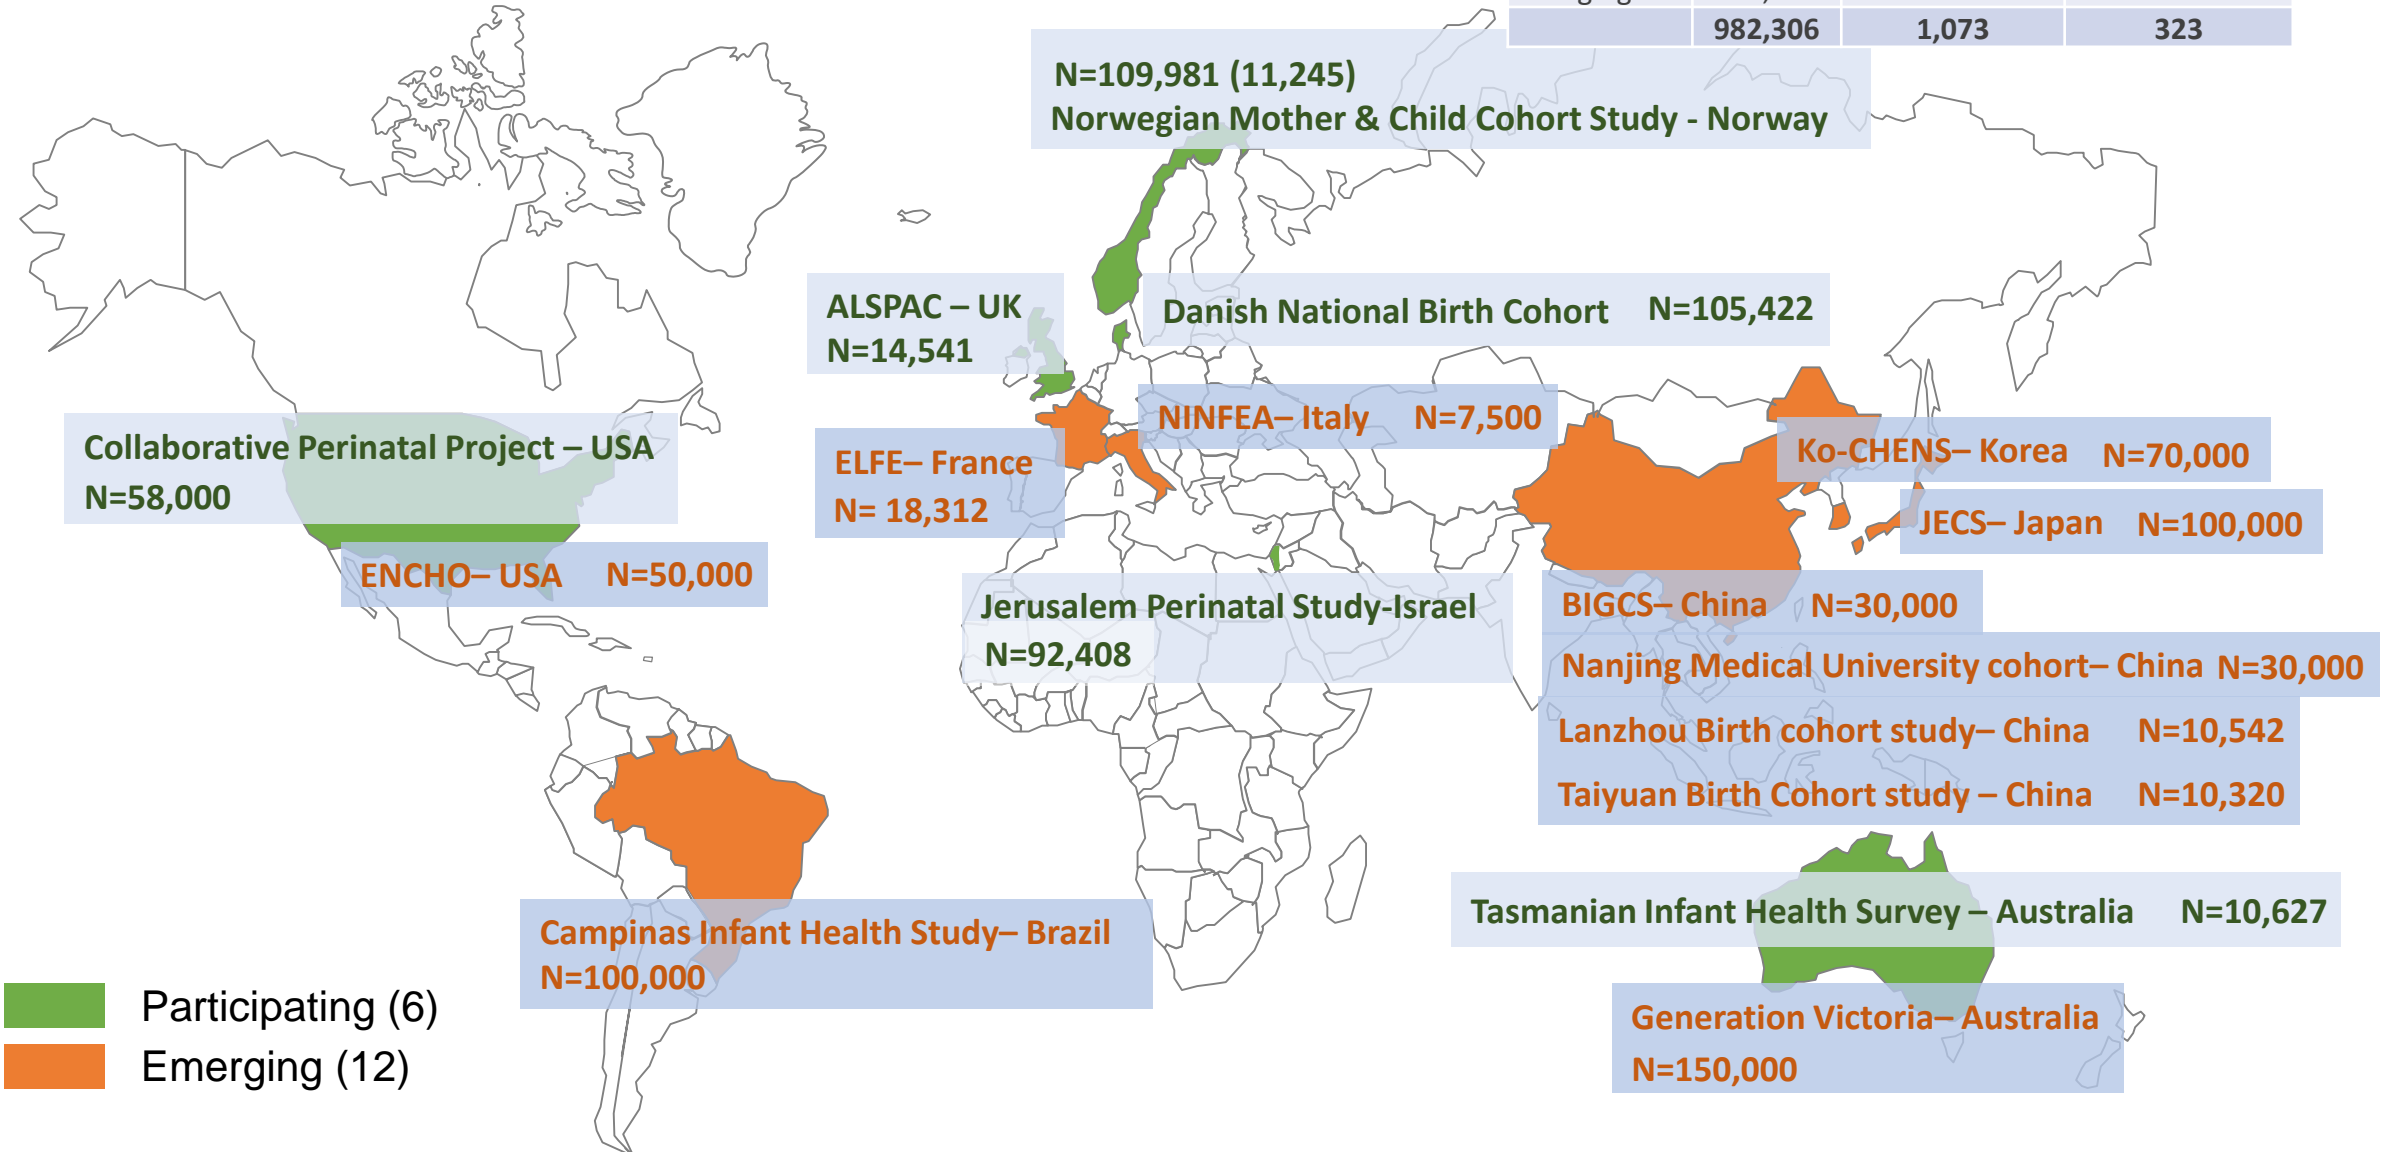 982,306 1,073 323
N=109,981 (11,245)
Norwegian Mother & Child Cohort Study - Norway
ALSPAC – UK
N=14,541
Danish National Birth Cohort N=105,422
NINFEA– Italy N=7,500
Collaborative Perinatal Project – USA
N=58,000
ELFE– France
N= 18,312
Ko-CHENS– Korea N=70,000
JECS– Japan N=100,000
ENCHO– USA N=50,000
Jerusalem Perinatal Study-Israel
N=92,408
BIGCS– China N=30,000
Nanjing Medical University cohort– China N=30,000
Lanzhou Birth cohort study– China N=10,542
Taiyuan Birth Cohort study – China N=10,320
Tasmanian Infant Health Survey – Australia N=10,627
Campinas Infant Health Study– Brazil
N=100,000
Generation Victoria– Australia
N=150,000
Participating (6)
Emerging (12)